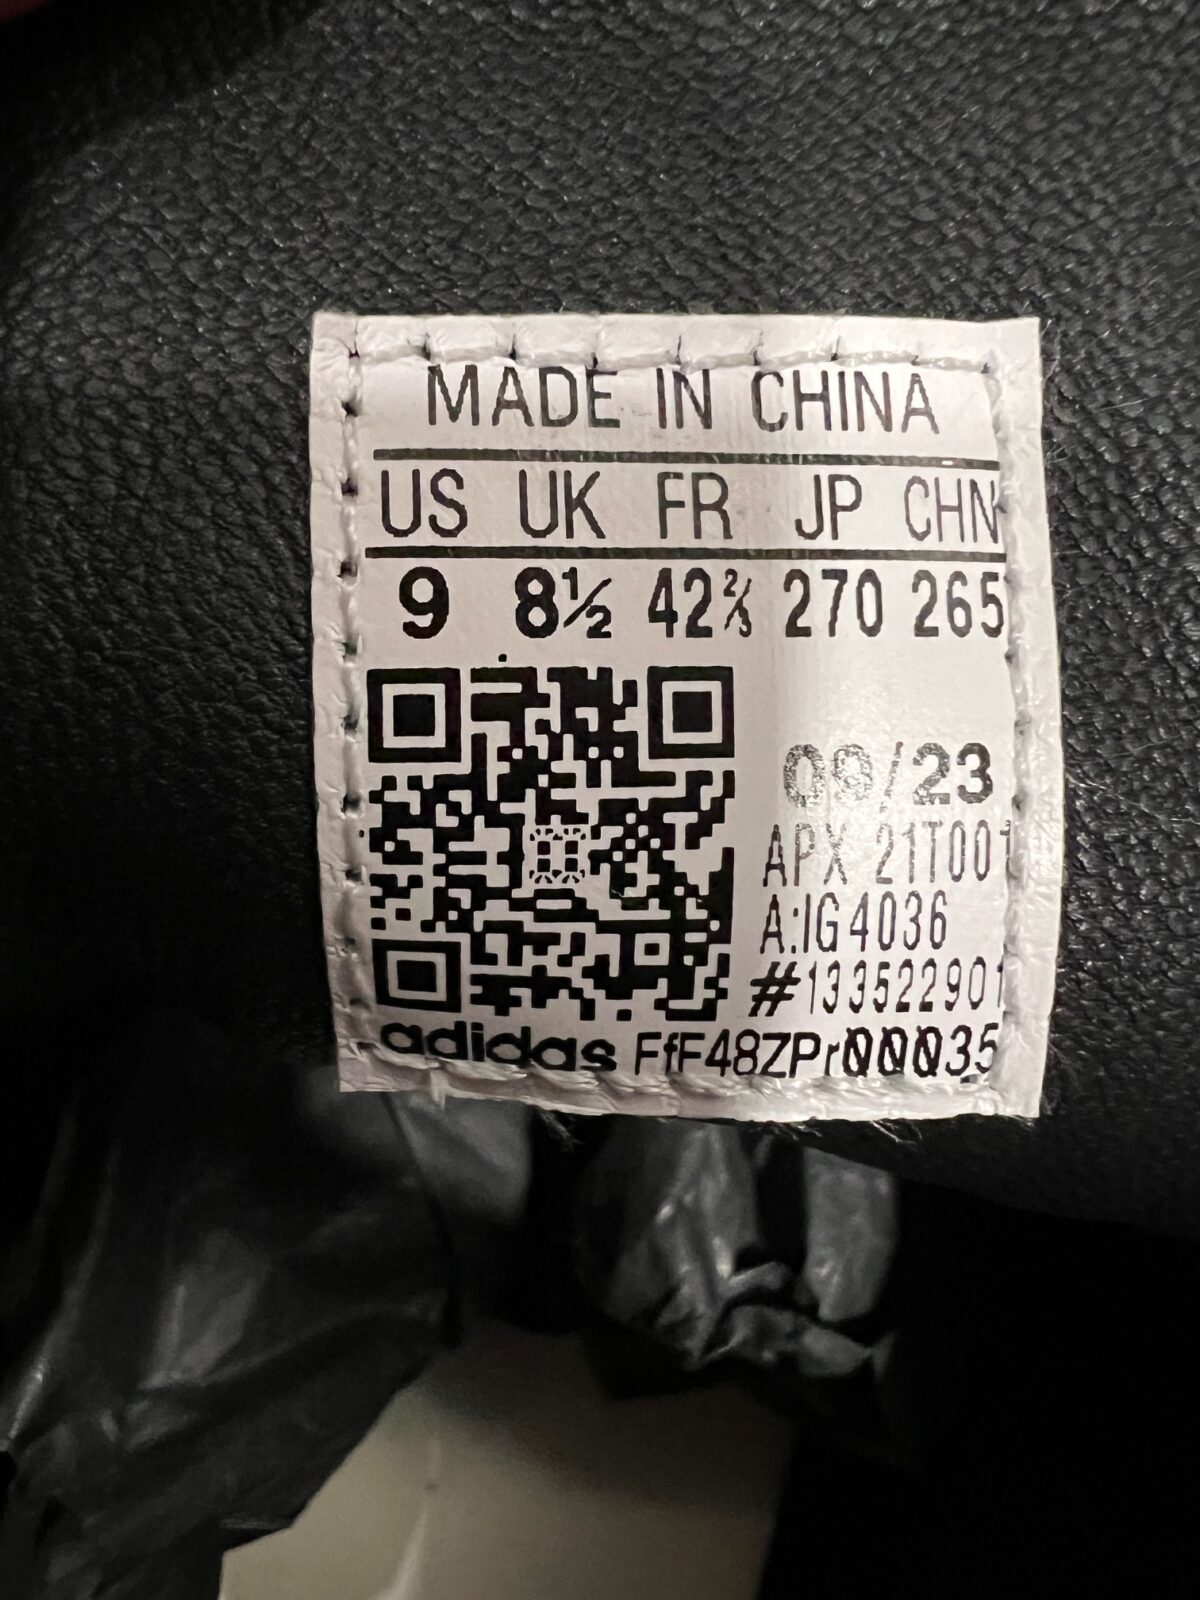 MADE IN CHINA
US UK FR JP CHN
9 8½ 42⅔ 270 265
09/23
APX 21T001
A:IG4036
#133522901
adidas FfF48ZPr00035